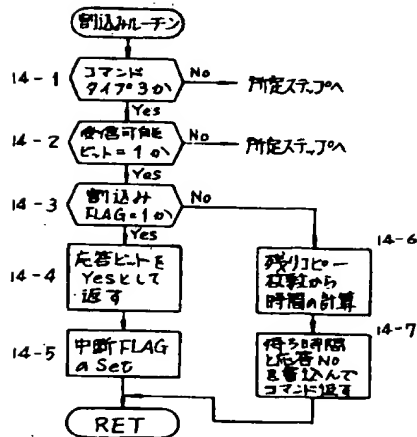 割込みルーチン
14-1
コマンド
タイプ3か
No
所定ステップへ
Yes
14-2
受信可能
ビット=1か
No
所定ステップへ
Yes
14-3
割込み
FLAG=1か
No
Yes
14-4
応答ビットを
Yesとして
返す
14-6
残りコピー
枚数から
時間の計算
14-5
中断FLAG
のSet
14-7
待ち時間
と応答No
書込んで
コマンド返す
RET